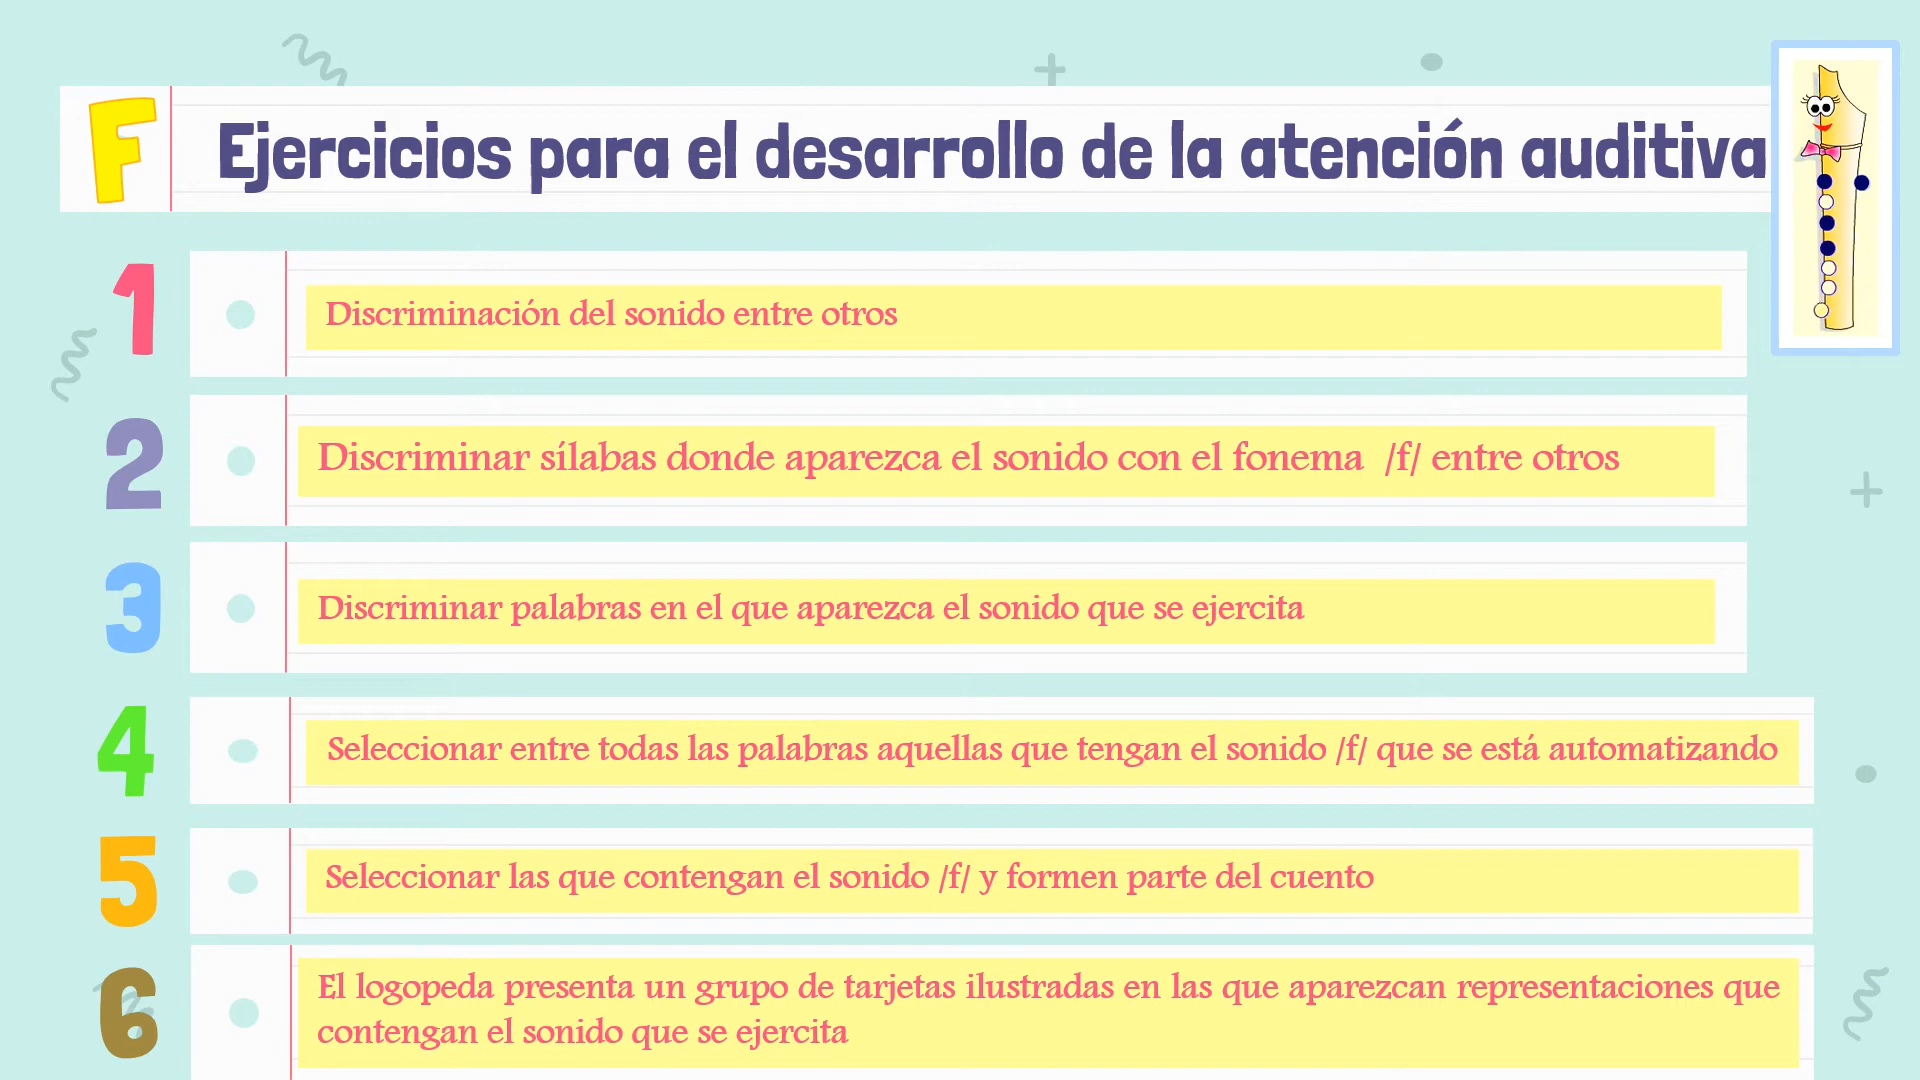 F Ejercicios para el desarrollo de la atención auditiva
1 Discriminación del sonido entre otros
2 Discriminar sílabas donde aparezca el sonido con el fonema /f/ entre otros
3 Discriminar palabras en el que aparezca el sonido que se ejercita
4 Seleccionar entre todas las palabras aquellas que tengan el sonido /f/ que se está automatizando
5 Seleccionar las que contengan el sonido /f/ y formen parte del cuento
6 El logopeda presenta un grupo de tarjetas ilustradas en las que aparezcan representaciones que
contengan el sonido que se ejercita